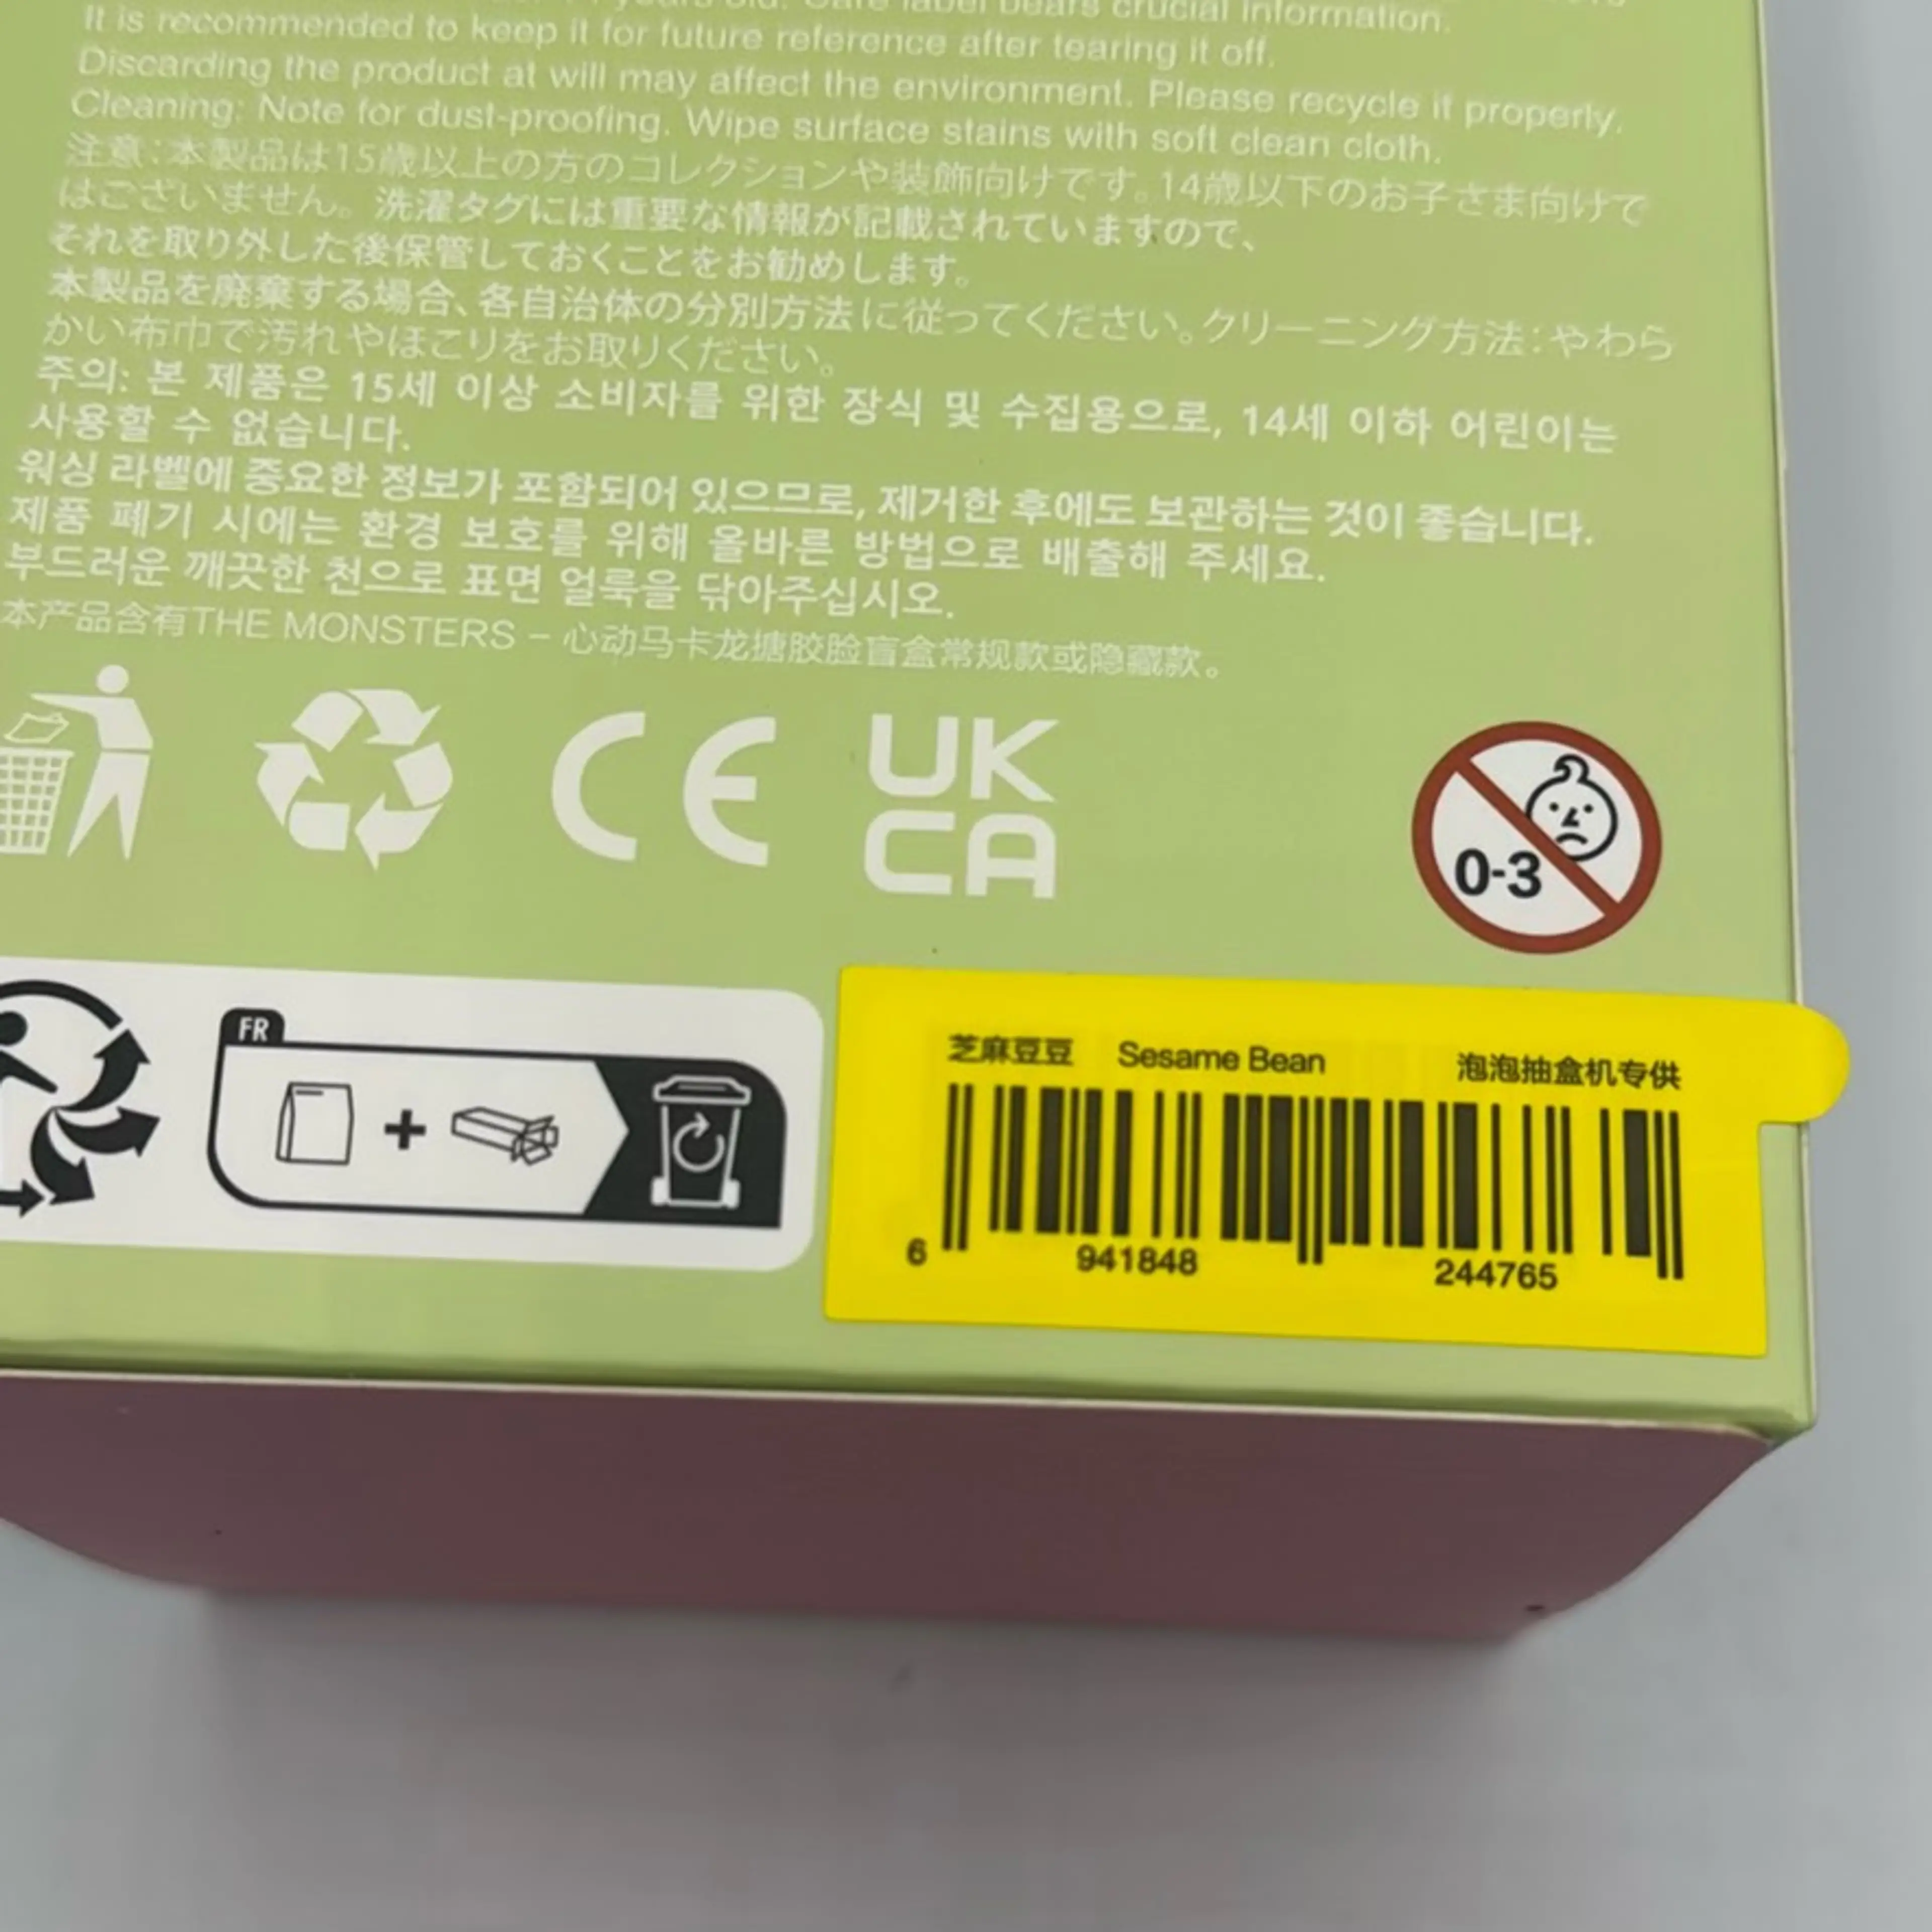 years old. Care label bears crucial information.
It is recommended to keep it for future reference after tearing it off.
Discarding the product at will may affect the environment. Please recycle it properly.
Cleaning: Note for dust-proofing. Wipe surface stains with soft clean cloth.
注意：本製品は15歳以上の方のコレクションや装飾向けです。14歳以下のお子さま向けで
はございません。洗濯タグには重要な情報が記載されていますので、
それを取り外した後保管しておくことをお勧めします。
本製品を廃棄する場合、各自治体の分別方法に従ってください。クリーニング方法：やわら
かい布巾で汚れやほこりをお取りください。
주의: 본 제품은 15세 이상 소비자를 위한 장식 및 수집용으로, 14세 이하 어린이는
사용할 수 없습니다.
워싱 라벨에 중요한 정보가 포함되어 있으므로, 제거한 후에도 보관하는 것이 좋습니다.
제품 폐기 시에는 환경 보호를 위해 올바른 방법으로 배출해 주세요.
부드러운 깨끗한 천으로 표면 얼룩을 닦아주십시오.
本产品含有THE MONSTERS - 心动马卡龙搪胶脸盲盒常规款或隐藏款。
CE
UK
CA
0-3
FR
芝麻豆豆 Sesame Bean 泡泡抽盒机专供
6 941848 244765